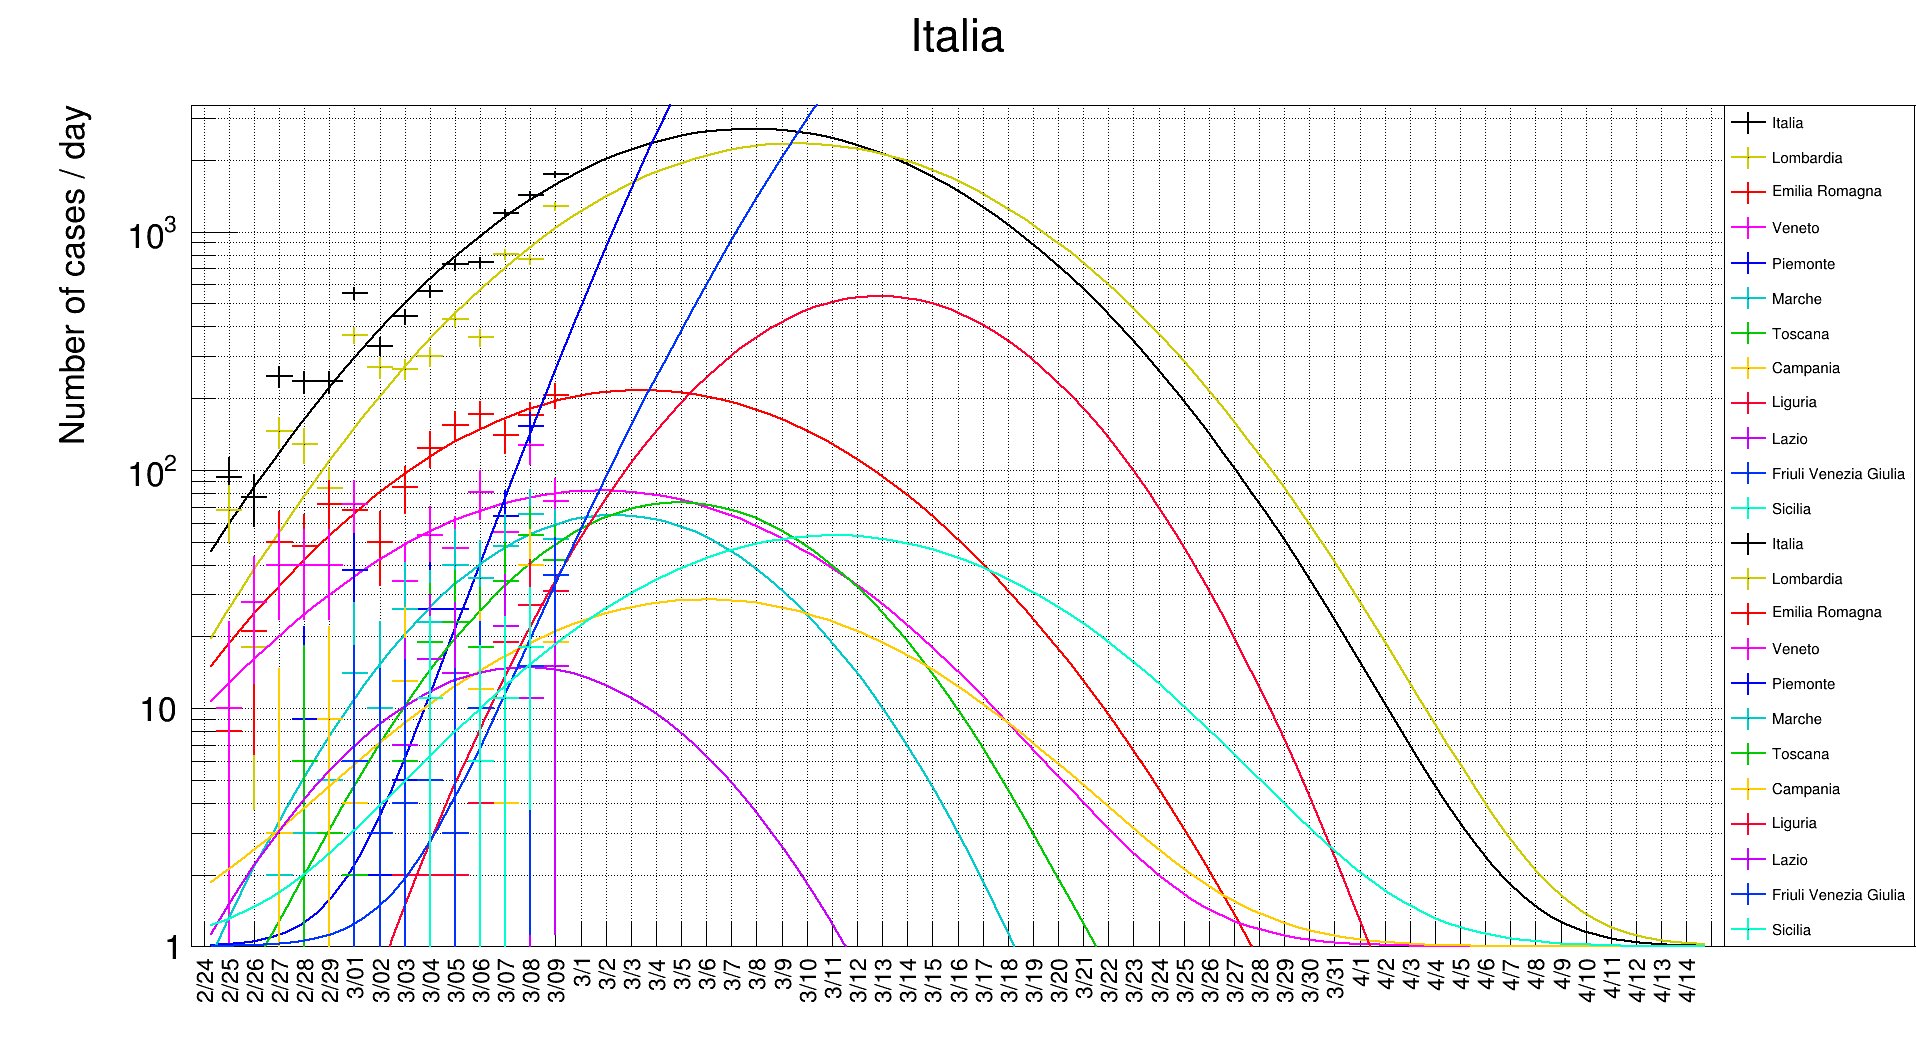 Italia
Number of cases / day
10³
10²
10
1
2/24
2/25
2/26
2/27
2/28
2/29
3/01
3/02
3/03
3/04
3/05
3/06
3/07
3/08
3/09
3/1
3/2
3/3
3/4
3/5
3/6
3/7
3/8
3/9
3/10
3/11
3/12
3/13
3/14
3/15
3/16
3/17
3/18
3/19
3/20
3/21
3/22
3/23
3/24
3/25
3/26
3/27
3/28
3/29
3/30
3/31
4/1
4/2
4/3
4/4
4/5
4/6
4/7
4/8
4/9
4/10
4/11
4/12
4/13
4/14
Italia
Lombardia
Emilia Romagna
Veneto
Piemonte
Marche
Toscana
Campania
Liguria
Lazio
Friuli Venezia Giulia
Sicilia
Italia
Lombardia
Emilia Romagna
Veneto
Piemonte
Marche
Toscana
Campania
Liguria
Lazio
Friuli Venezia Giulia
Sicilia